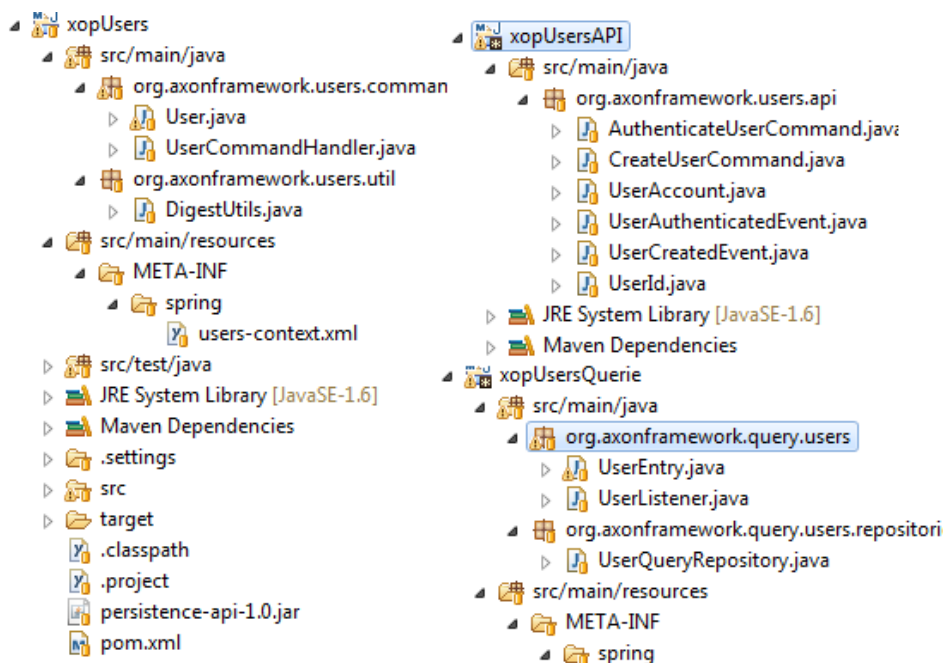 xopUsers
src/main/java
org.axonframework.users.comman
User.java
UserCommandHandler.java
org.axonframework.users.util
DigestUtils.java
src/main/resources
META-INF
spring
users-context.xml
src/test/java
JRE System Library [JavaSE-1.6]
Maven Dependencies
.settings
src
target
.classpath
.project
persistence-api-1.0.jar
pom.xml
xopUsersAPI
src/main/java
org.axonframework.users.api
AuthenticateUserCommand.java
CreateUserCommand.java
UserAccount.java
UserAuthenticatedEvent.java
UserCreatedEvent.java
UserId.java
JRE System Library [JavaSE-1.6]
Maven Dependencies
xopUsersQuerie
src/main/java
org.axonframework.query.users
UserEntry.java
UserListener.java
org.axonframework.query.users.repositori
UserQueryRepository.java
src/main/resources
META-INF
spring